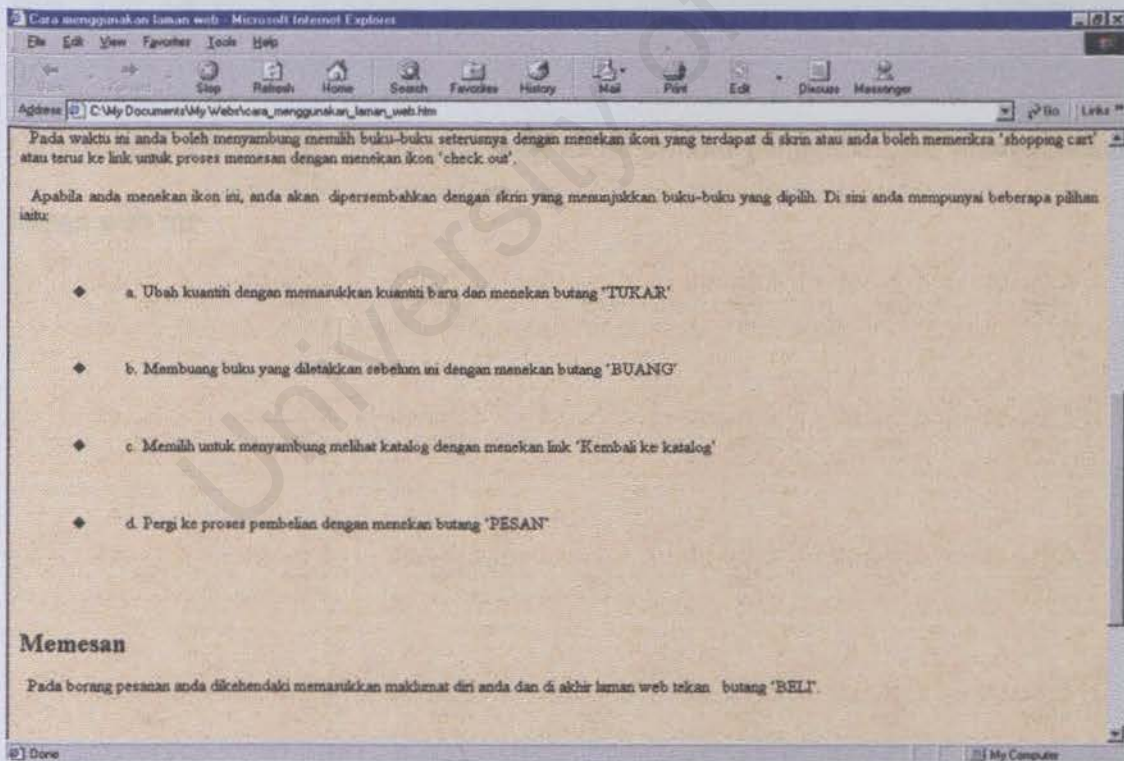 Cara menggunakan laman web - Microsoft Internet Explorer
File Edit View Favorites Tools Help
Stop Refresh Home Search Favorites History Mail Print Edit Discuss Messenger
Address C:\My Documents\My Webs\cara_menggunakan_laman_web.htm Go Links »
Pada waktu ini anda boleh menyambung memilih buku-buku seterusnya dengan menekan ikon yang terdapat di skrin atau anda boleh memeriksa 'shopping cart'
atau terus ke link untuk proses memesan dengan menekan ikon 'check out'.
Apabila anda menekan ikon ini, anda akan dipersembahkan dengan skrin yang menunjukkan buku-buku yang dipilih. Di sini anda mempunyai beberapa pilihan
iaitu:
a. Ubah kuantiti dengan memasukkan kuantiti baru dan menekan butang 'TUKAR'
b. Membuang buku yang diletakkan sebelum ini dengan menekan butang 'BUANG'
c. Memilih untuk menyambung melihat katalog dengan menekan link 'Kembali ke katalog'
d. Pergi ke proses pembelian dengan menekan butang 'PESAN'
Memesan
Pada borang pesanan anda dikehendaki memasukkan maklumat diri anda dan di akhir laman web tekan butang 'BELI'.
Done My Computer
University of